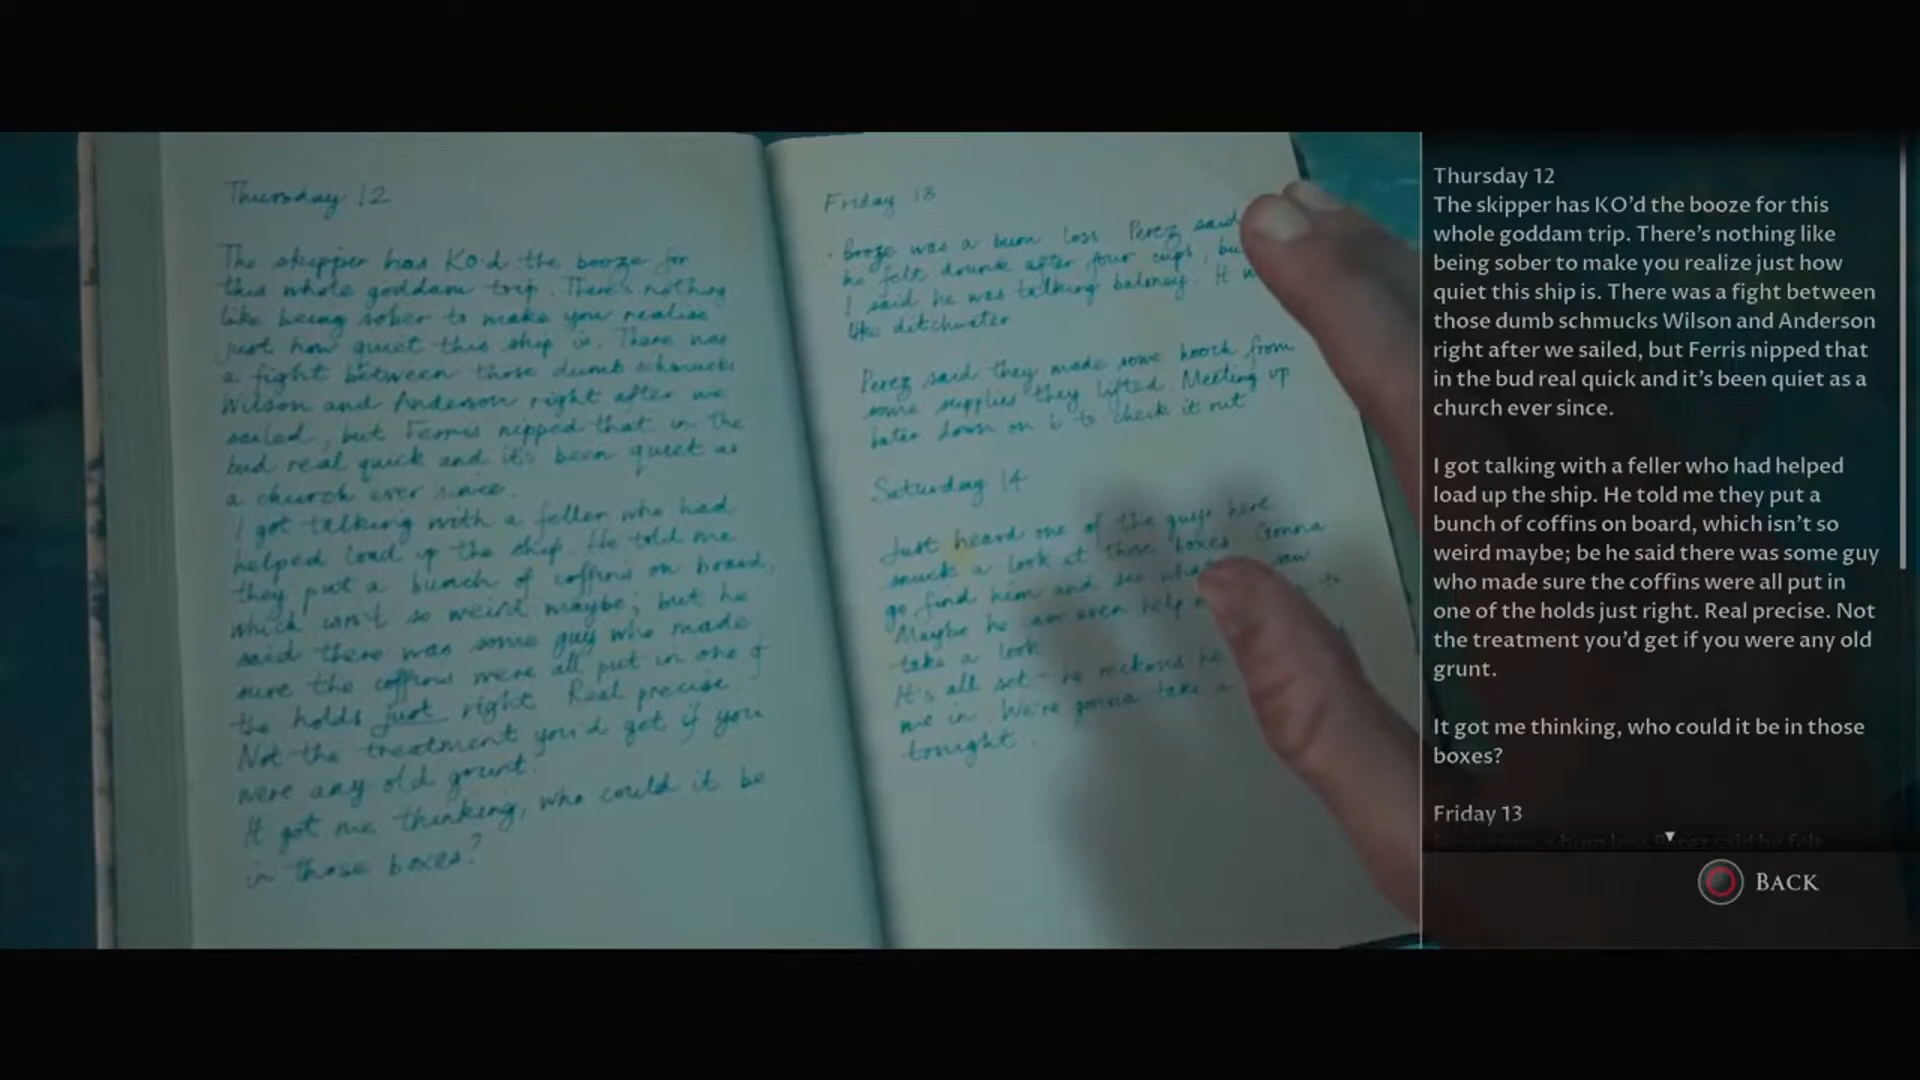 Thursday 12
The skipper has KO'd the booze for
this whole goddam trip. There's nothing
like being sober to make you realise
just how quiet this ship is. There was
a fight between those dumb schmucks
Wilson and Anderson right after we
sailed, but Ferris nipped that in the
bud real quick and it's been quiet as
a church ever since.
I got talking with a feller who had
helped load up the ship. He told me
they put a bunch of coffins on board,
which isn't so weird maybe; but he
said there was some guy who made
sure the coffins were all put in one of
the holds just right. Real precise.
Not the treatment you'd get if you
were any old grunt.
It got me thinking, who could it be
in those boxes?
Friday 13
Booze was a bum loss. Perez said
he felt drunk after four cups, bu
I said he was talking baloney. It w
like ditchwater
Perez said they made some hooch from
some supplies they lifted. Meeting up
later down on 6 to check it out
Saturday 14
Just heard one of the guys here
snuck a look at those boxes. Gonna
go find him and see what saw
Maybe he can even help to
take a look
It's all set - he reckons he
me in. We're gonna take a
tonight.
Thursday 12
The skipper has KO'd the booze for this
whole goddam trip. There's nothing like
being sober to make you realize just how
quiet this ship is. There was a fight between
those dumb schmucks Wilson and Anderson
right after we sailed, but Ferris nipped that
in the bud real quick and it's been quiet as a
church ever since.
I got talking with a feller who had helped
load up the ship. He told me they put a
bunch of coffins on board, which isn't so
weird maybe; be he said there was some guy
who made sure the coffins were all put in
one of the holds just right. Real precise. Not
the treatment you'd get if you were any old
grunt.
It got me thinking, who could it be in those
boxes?
Friday 13
BACK